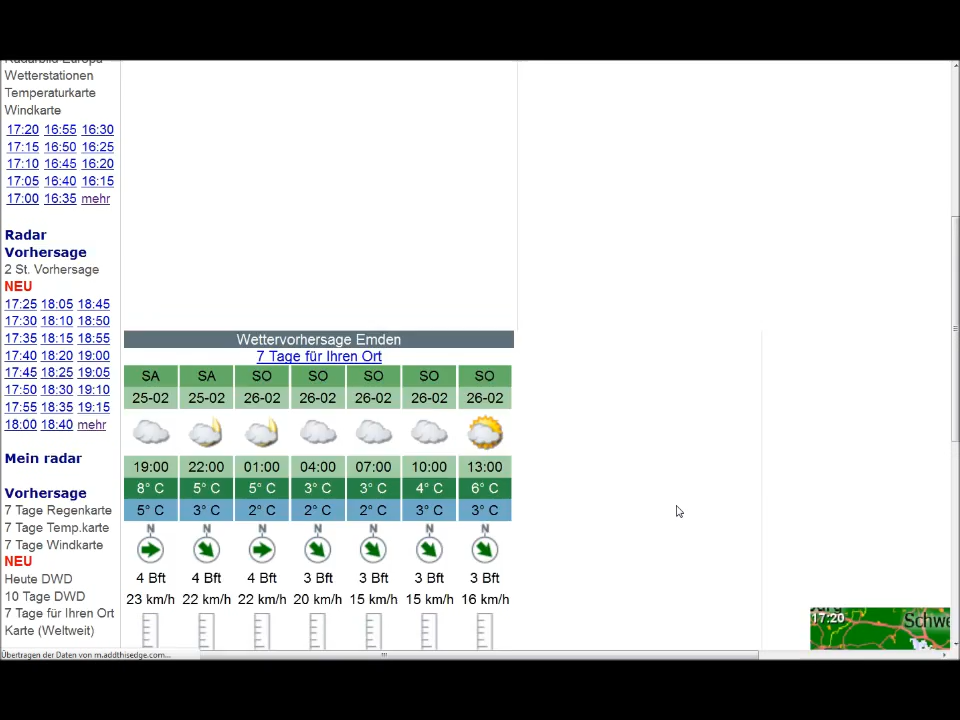 Radarbild Europa
Wetterstationen
Temperaturkarte
Windkarte
17:20 16:55 16:30
17:15 16:50 16:25
17:10 16:45 16:20
17:05 16:40 16:15
17:00 16:35 mehr
Radar
Vorhersage
2 St. Vorhersage
NEU
17:25 18:05 18:45
17:30 18:10 18:50
17:35 18:15 18:55
17:40 18:20 19:00
17:45 18:25 19:05
17:50 18:30 19:10
17:55 18:35 19:15
18:00 18:40 mehr
Mein radar
Vorhersage
7 Tage Regenkarte
7 Tage Temp.karte
7 Tage Windkarte
NEU
Heute DWD
10 Tage DWD
7 Tage für Ihren Ort
Karte (Weltweit)
Wettervorhersage Emden
7 Tage für Ihren Ort
SA SA SO SO SO SO SO
25-02 25-02 26-02 26-02 26-02 26-02 26-02
19:00 22:00 01:00 04:00 07:00 10:00 13:00
8° C 5° C 5° C 3° C 3° C 4° C 6° C
5° C 3° C 2° C 2° C 2° C 3° C 3° C
N N N N N N N
4 Bft 4 Bft 4 Bft 3 Bft 3 Bft 3 Bft 3 Bft
23 km/h 22 km/h 22 km/h 20 km/h 15 km/h 15 km/h 16 km/h
17:20
Schwe
Übertragen der Daten von m.addthisedge.com...